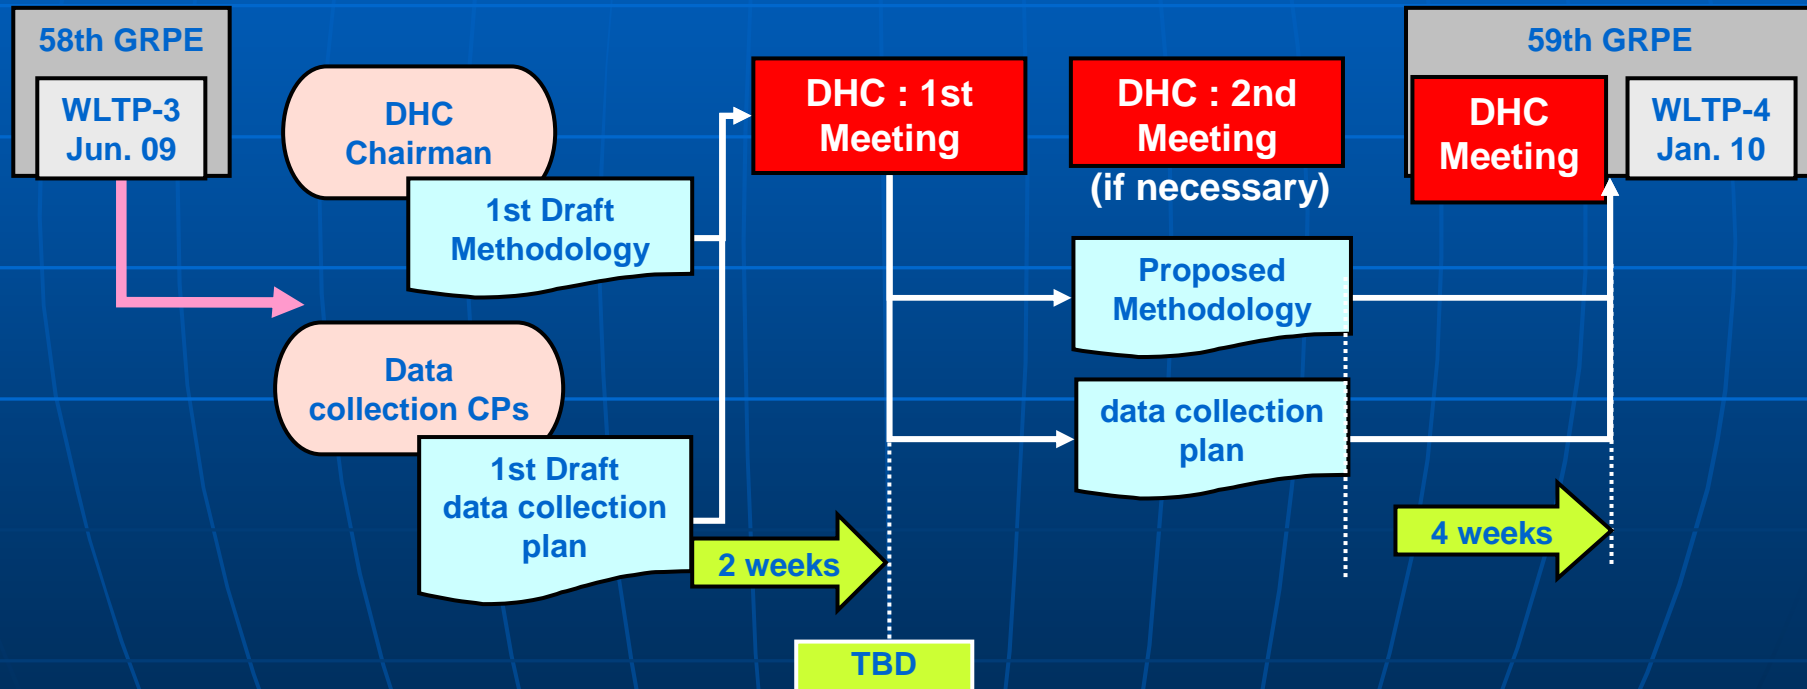 58th GRPE
WLTP-3
Jun. 09
DHC
Chairman
1st Draft
Methodology
Data
collection CPs
1st Draft
data collection
plan
2 weeks
DHC : 1st
Meeting
TBD
DHC : 2nd
Meeting
(if necessary)
Proposed
Methodology
data collection
plan
59th GRPE
DHC
Meeting
WLTP-4
Jan. 10
4 weeks